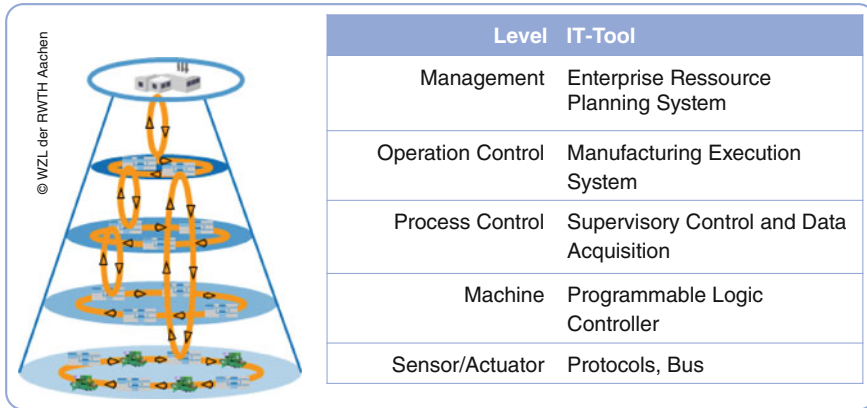 © WZL der RWTH Aachen
Level IT-Tool
Management Enterprise Ressource
Planning System
Operation Control Manufacturing Execution
System
Process Control Supervisory Control and Data
Acquisition
Machine Programmable Logic
Controller
Sensor/Actuator Protocols, Bus